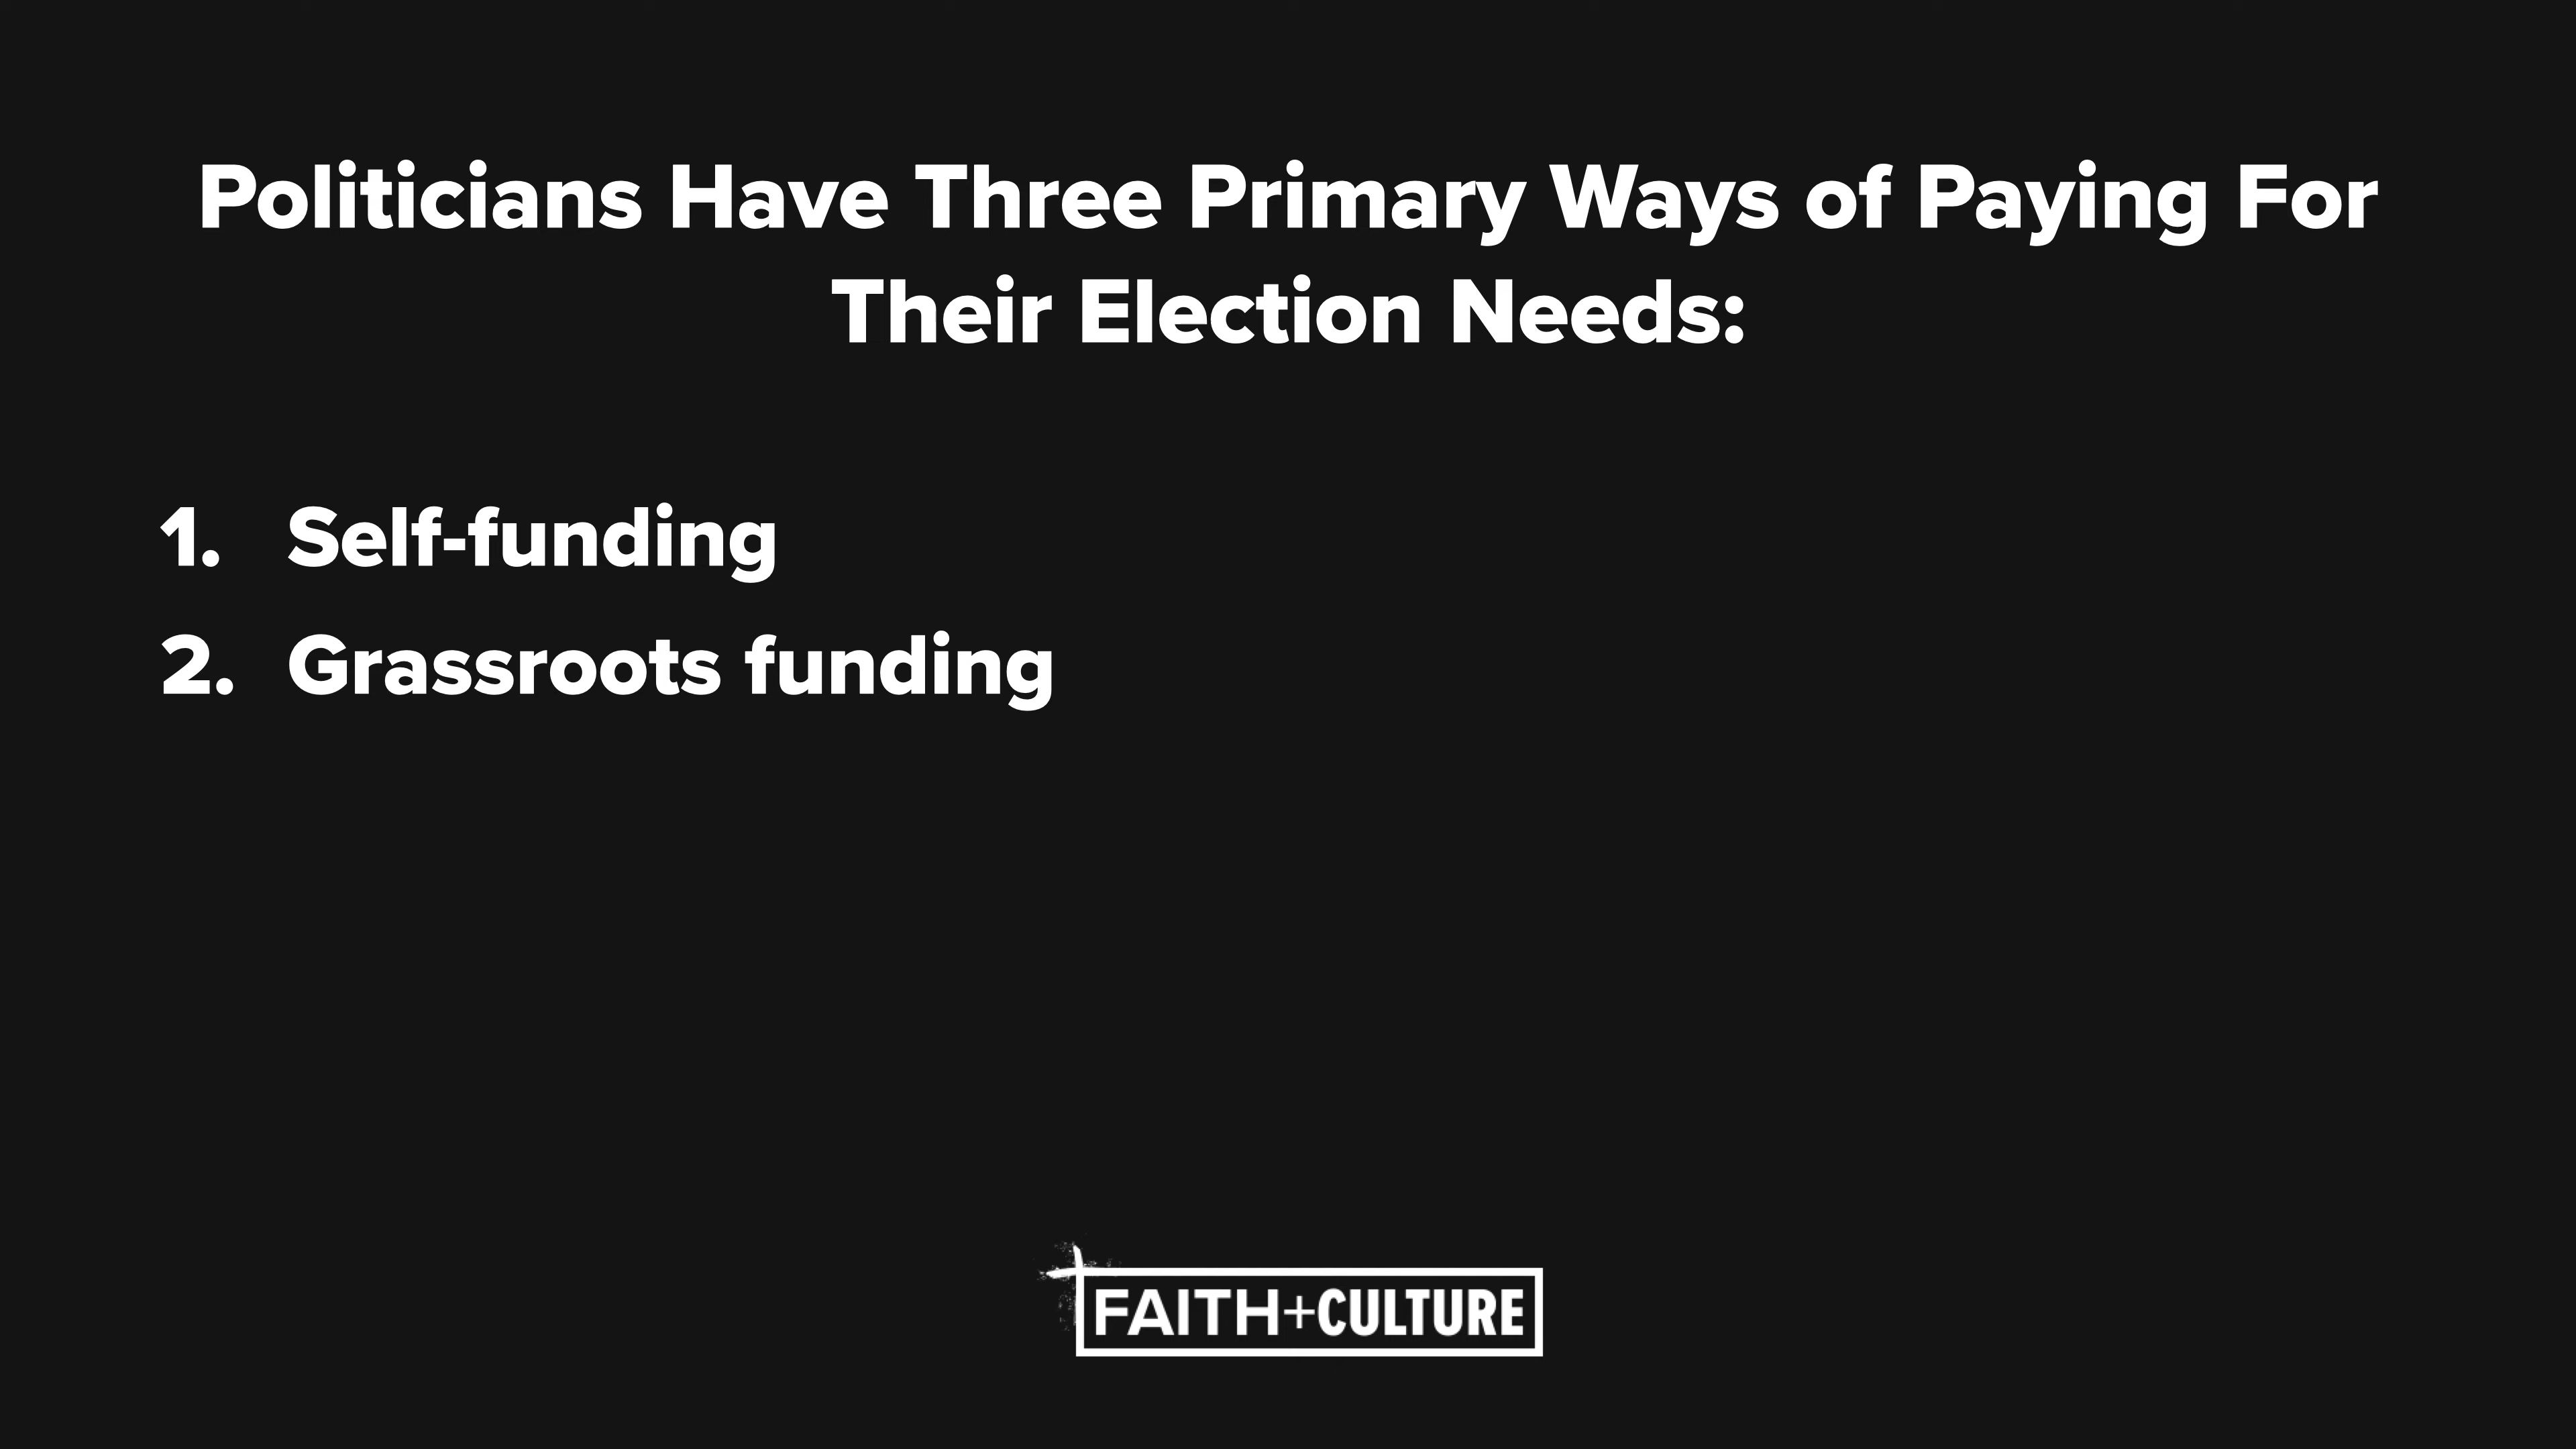 Politicians Have Three Primary Ways of Paying For
Their Election Needs:
1. Self-funding
2. Grassroots funding
FAITH+CULTURE